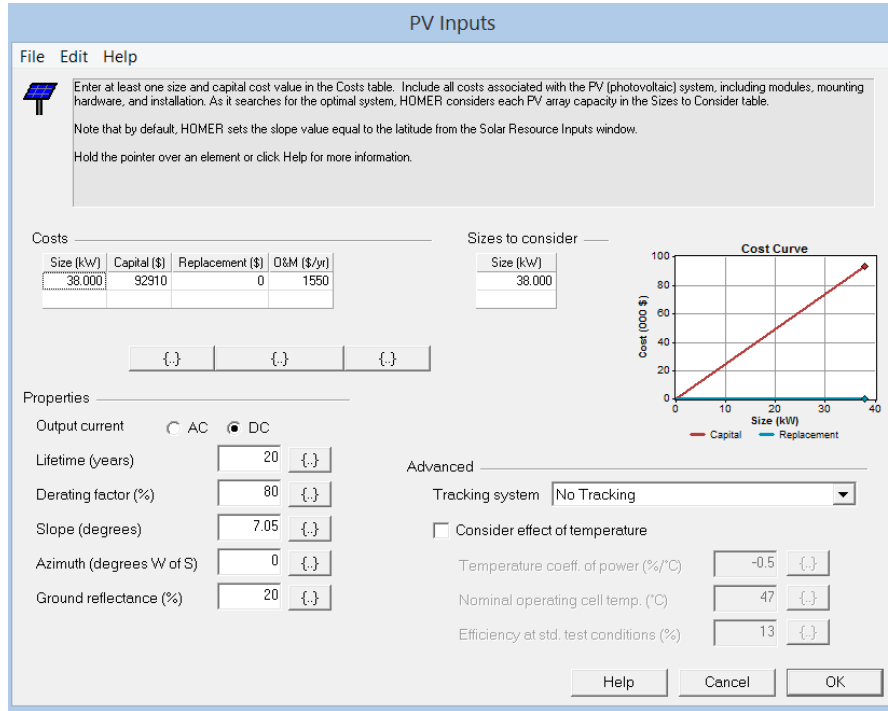 PV Inputs
File Edit Help
Enter at least one size and capital cost value in the Costs table. Include all costs associated with the PV (photovoltaic) system, including modules, mounting
hardware, and installation. As it searches for the optimal system, HOMER considers each PV array capacity in the Sizes to Consider table.
Note that by default, HOMER sets the slope value equal to the latitude from the Solar Resource Inputs window.
Hold the pointer over an element or click Help for more information.
Costs
Size (kW) Capital ($) Replacement ($) O&M ($/yr)
38.000 92910 0 1550
{..} {..} {..}
Sizes to consider
Size (kW)
38.000
Cost Curve
Cost (000 $)
100
80
60
40
20
0
0 10 20 30 40
Size (kW)
Capital Replacement
Properties
Output current AC DC
Lifetime (years) 20 {..}
Derating factor (%) 80 {..}
Slope (degrees) 7.05 {..}
Azimuth (degrees W of S) 0 {..}
Ground reflectance (%) 20 {..}
Advanced
Tracking system No Tracking
Consider effect of temperature
Temperature coeff. of power (%/°C) -0.5 {..}
Nominal operating cell temp. (°C) 47 {..}
Efficiency at std. test conditions (%) 13 {..}
Help Cancel OK